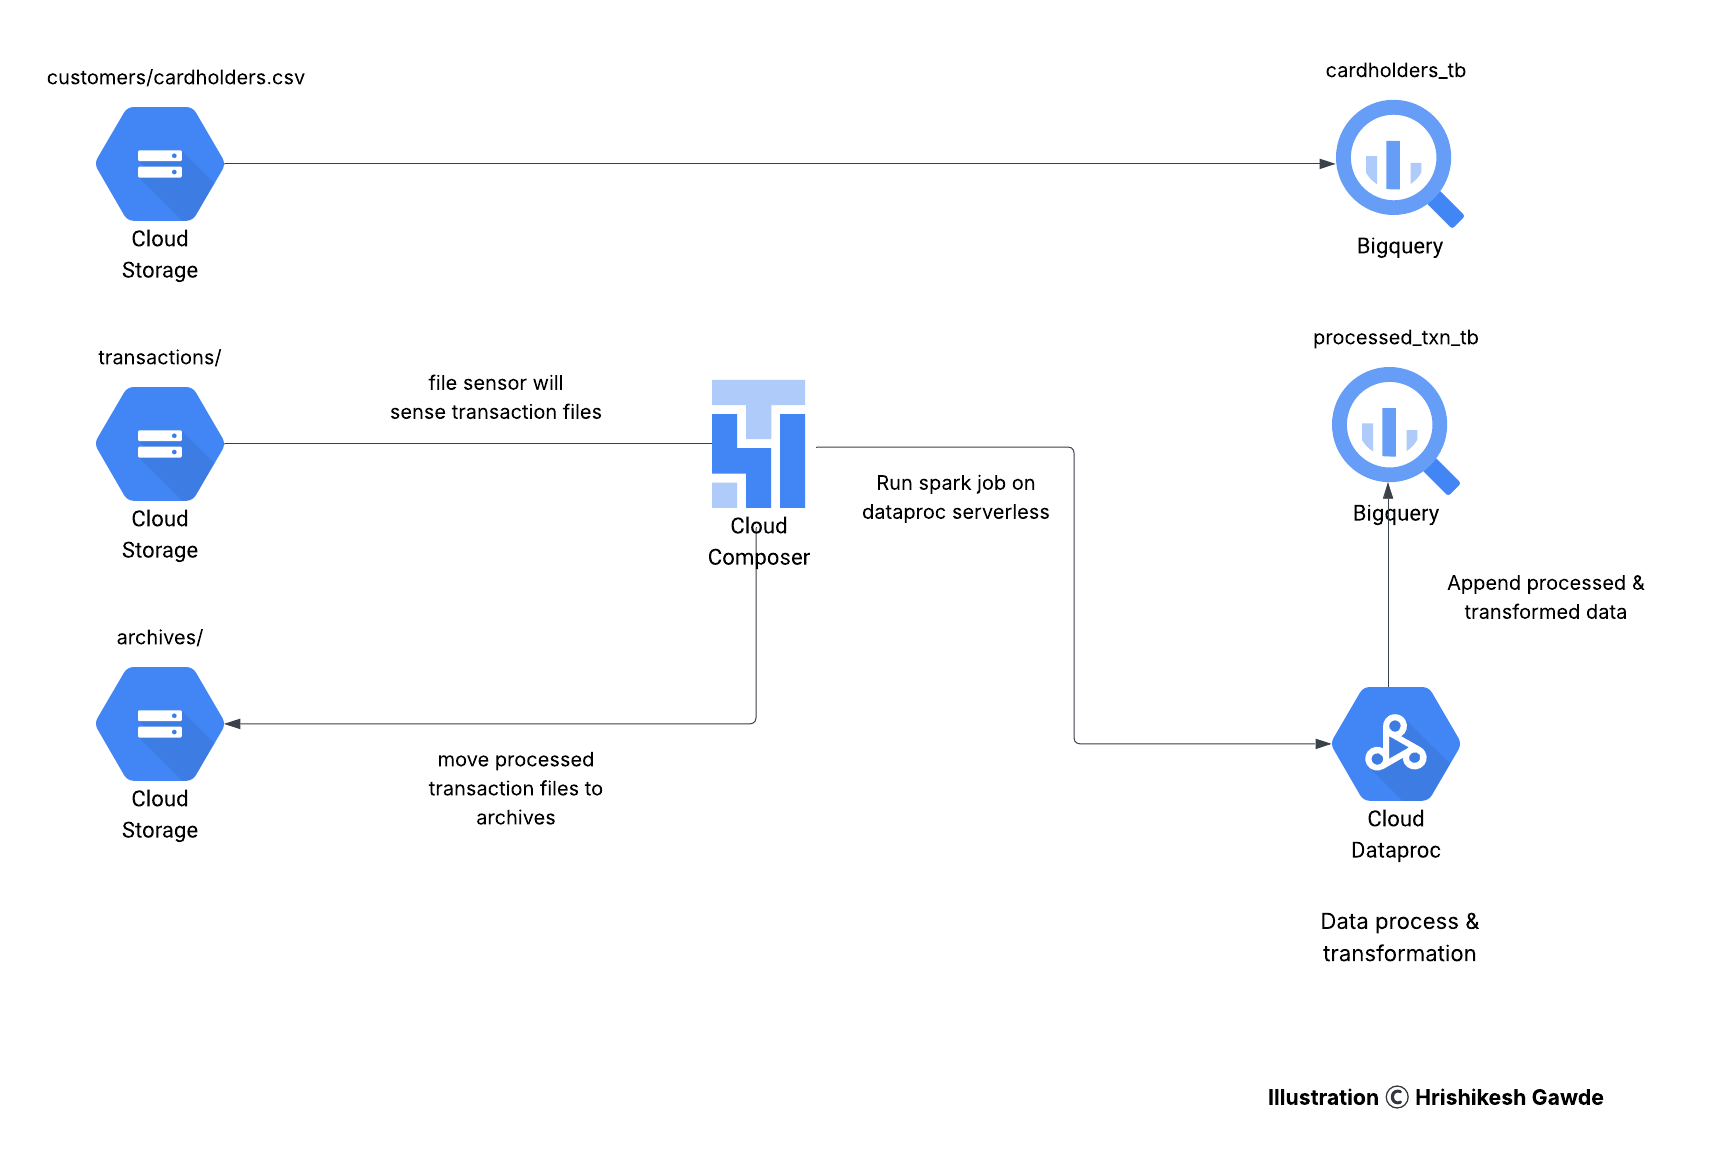 customers/cardholders.csv
Cloud
Storage
cardholders_tb
Bigquery
transactions/
Cloud
Storage
file sensor will
sense transaction files
Cloud
Composer
Run spark job on
dataproc serverless
processed_txn_tb
Bigquery
Append processed &
transformed data
archives/
Cloud
Storage
move processed
transaction files to
archives
Cloud
Dataproc
Data process &
transformation
Illustration © Hrishikesh Gawde